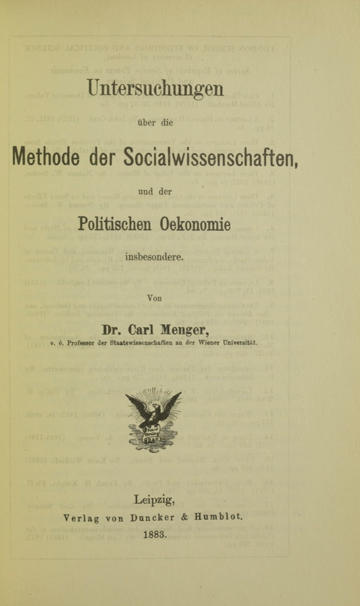 Untersuchungen
über die
Methode der Socialwissenschaften,
und der
Politischen Oekonomie
insbesondere.
Von
Dr. Carl Menger,
v. ö. Professor der Staatswissenschaften an der Wiener Universität.
Leipzig,
Verlag von Duncker & Humblot.
1883.